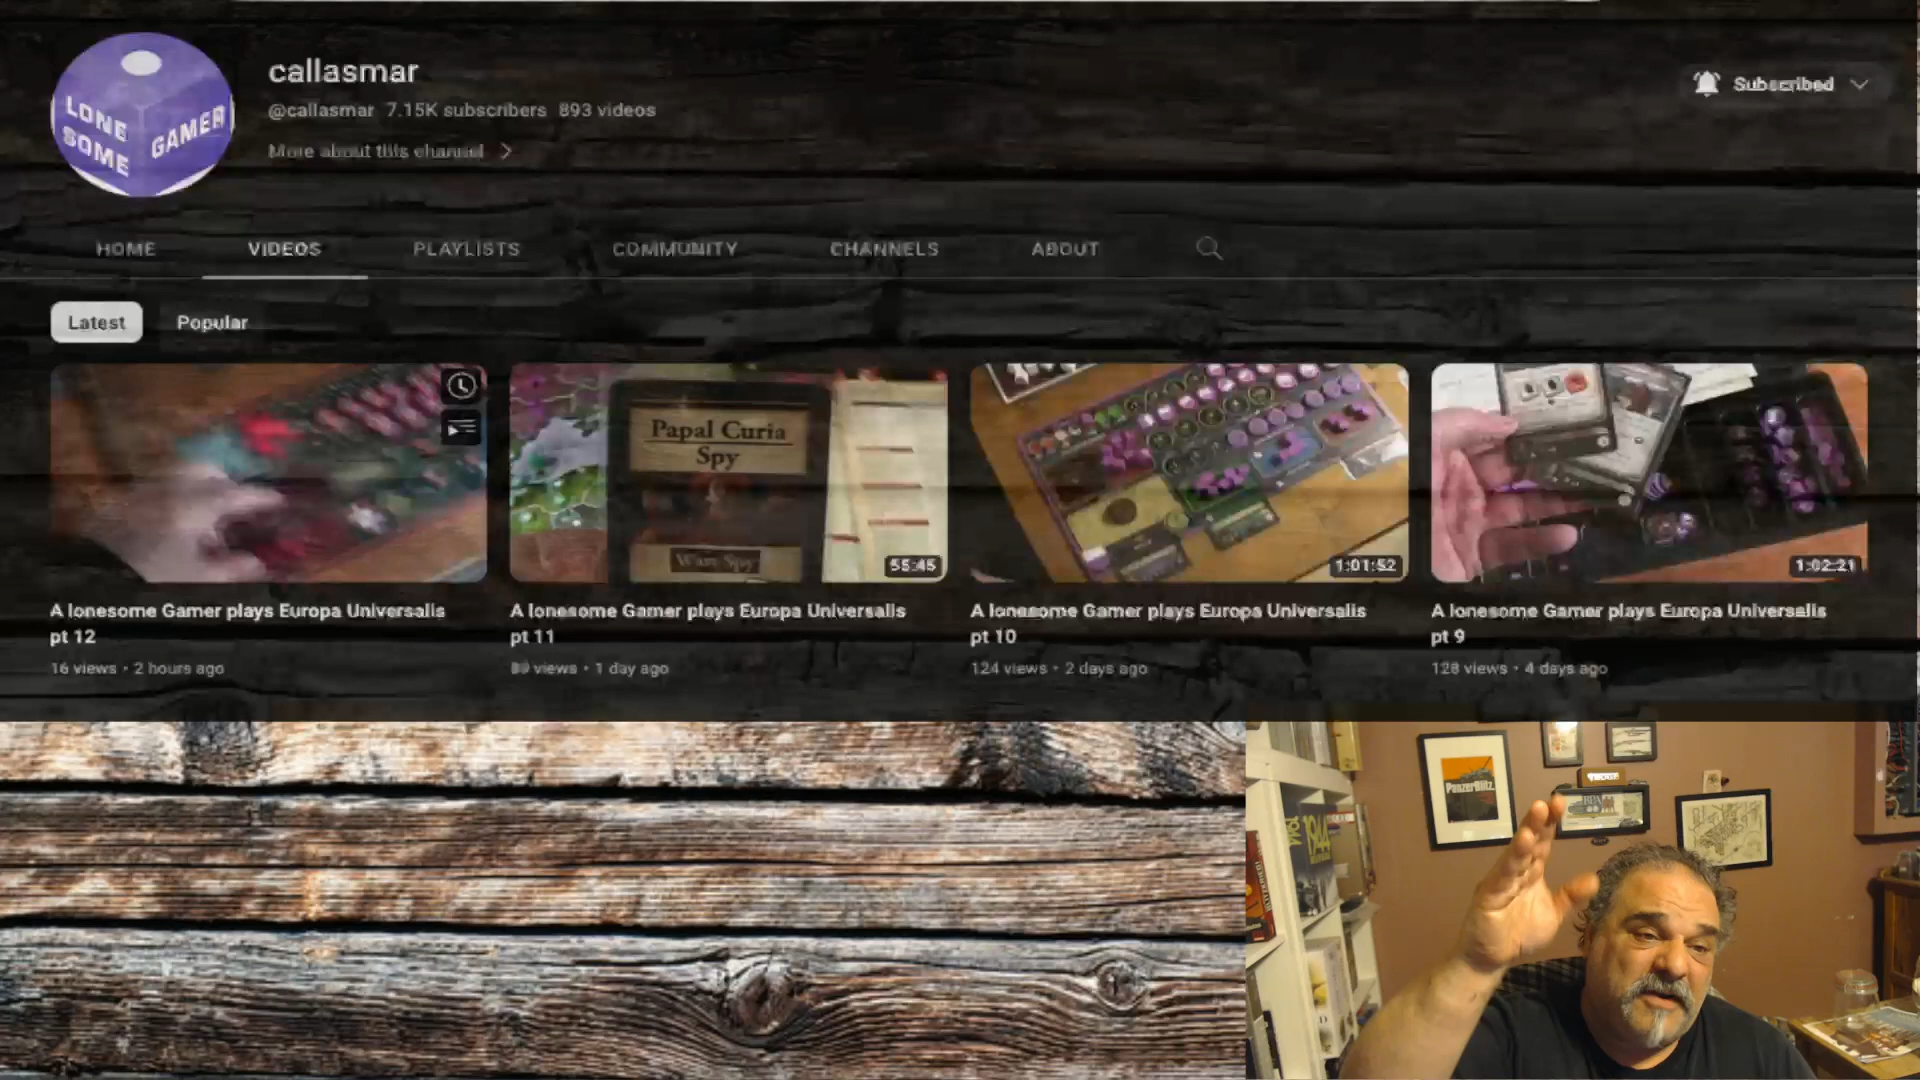 LONE
SOME
GAMER
callasmar
@callasmar 7.15K subscribers 893 videos
More about this channel
Subscribed
HOME VIDEOS PLAYLISTS COMMUNITY CHANNELS ABOUT
Latest Popular
Papal Curia
Spy
55:45
1:01:52
1:02:21
A lonesome Gamer plays Europa Universalis
pt 12
16 views • 2 hours ago
A lonesome Gamer plays Europa Universalis
pt 11
views • 1 day ago
A lonesome Gamer plays Europa Universalis
pt 10
124 views • 2 days ago
A lonesome Gamer plays Europa Universalis
pt 9
128 views • 4 days ago
PanzerBlitz
1944